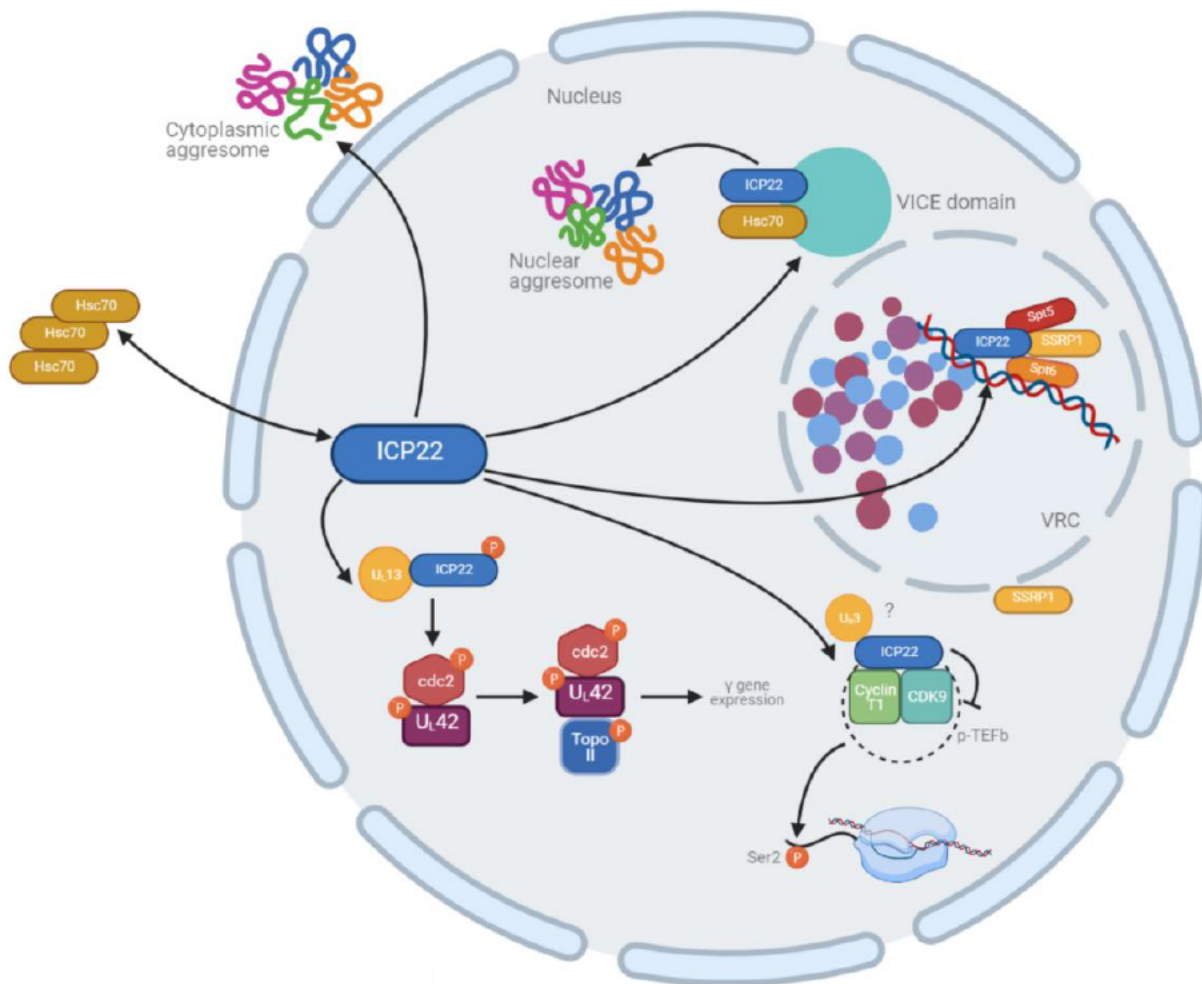 Nucleus
Cytoplasmic
aggresome
ICP22
Hsc70
VICE domain
Nuclear
aggresome
Hsc70
Hsc70
Hsc70
Spt5
ICP22
SSRP1
Spt6
ICP22
VRC
P
UL13
ICP22
SSRP1
US3
?
ICP22
P
cdc2
P
cdc2
P
P
UL42
P
UL42
γ gene
expression
Cyclin
T1
CDK9
Topo
II
P
p-TEFb
Ser2
P